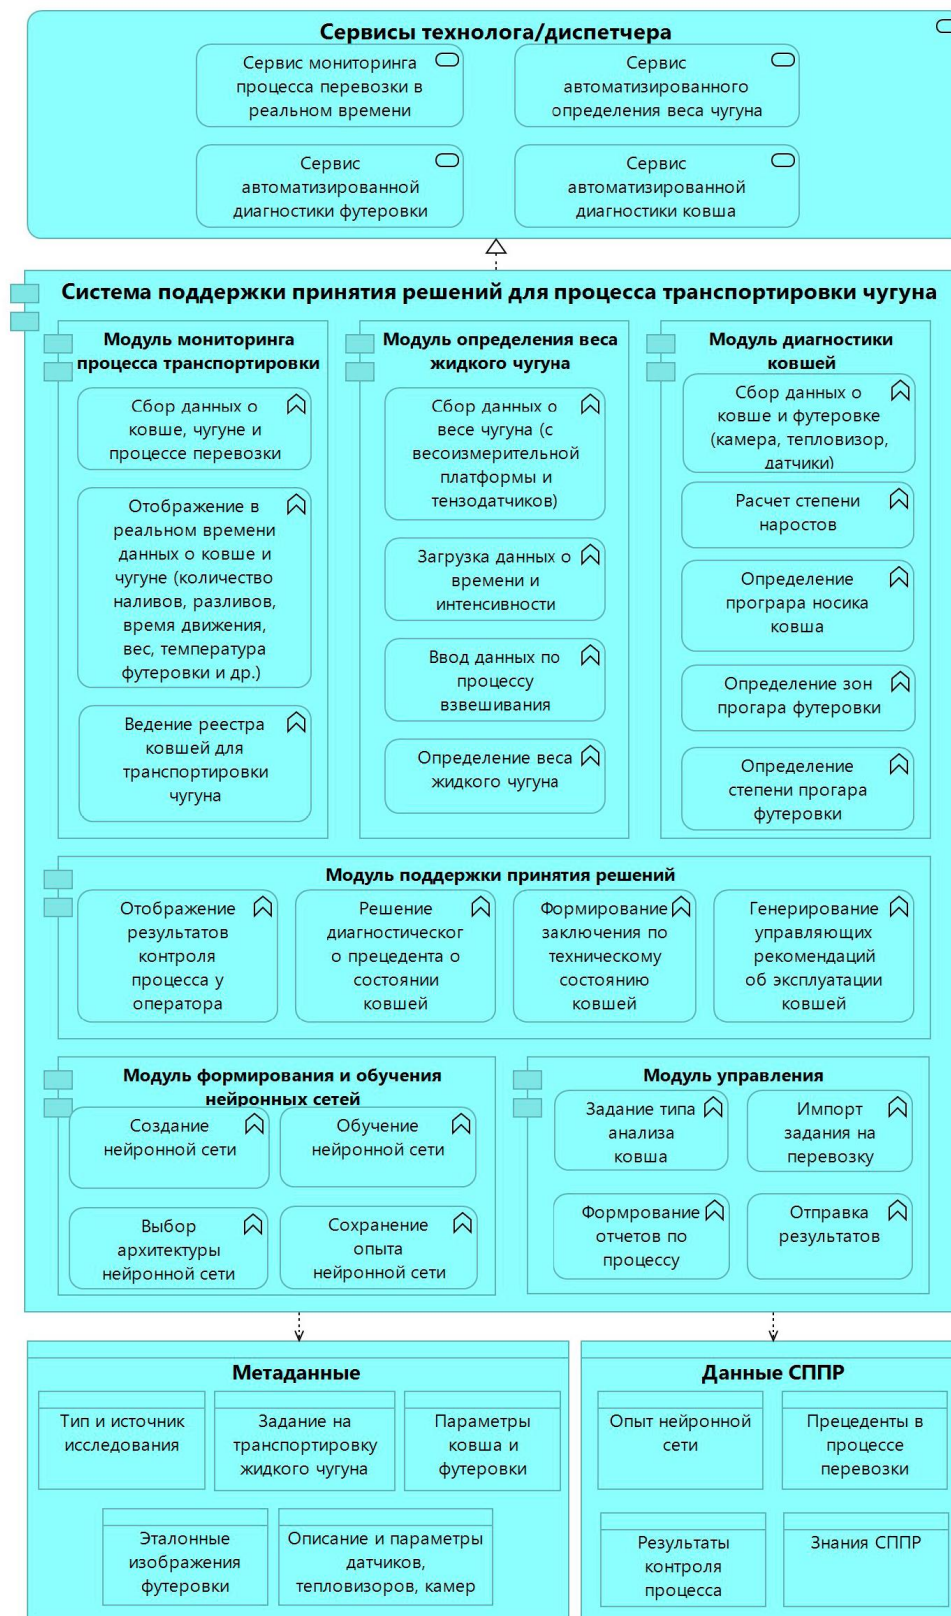 Сервисы технолога/диспетчера
Сервис мониторинга
процесса перевозки в
реальном времени
Сервис
автоматизированного
определения веса чугуна
Сервис
автоматизированной
диагностики футеровки
Сервис
автоматизированной
диагностики ковша
Система поддержки принятия решений для процесса транспортировки чугуна
Модуль мониторинга
процесса транспортировки
Сбор данных о
ковше, чугуне и
процессе перевозки
Отображение в
реальном времени
данных о ковше и
чугуне (количество
наливов, разливов,
время движения,
вес, температура
футеровки и др.)
Ведение реестра
ковшей для
транспортировки
чугуна
Модуль определения веса
жидкого чугуна
Сбор данных о
весе чугуна (с
весоизмерительной
платформы и
тензодатчиков)
Загрузка данных о
времени и
интенсивности
Ввод данных по
процессу
взвешивания
Определение веса
жидкого чугуна
Модуль диагностики
ковшей
Сбор данных о
ковше и футеровке
(камера, тепловизор,
датчики)
Расчет степени
наростов
Определение
програра носика
ковша
Определение зон
прогара футеровки
Определение
степени прогара
футеровки
Модуль поддержки принятия решений
Отображение
результатов
контроля
процесса у
оператора
Решение
диагностическог
о прецедента о
состоянии
ковшей
Формирование
заключения по
техническому
состоянию
ковшей
Генерирование
управляющих
рекомендаций
об эксплуатации
ковшей
Модуль формирования и обучения
нейронных сетей
Создание
нейронной сети
Обучение
нейронной сети
Выбор
архитектуры
нейронной сети
Сохранение
опыта
нейронной сети
Модуль управления
Задание типа
анализа
ковша
Импорт
задания на
перевозку
Формрование
отчетов по
процессу
Отправка
результатов
Метаданные
Тип и источник
исследования
Задание на
транспортировку
жидкого чугуна
Параметры
ковша и
футеровки
Эталонные
изображения
футеровки
Описание и параметры
датчиков,
тепловизоров, камер
Данные СППР
Опыт нейронной
сети
Прецеденты в
процессе
перевозки
Результаты
контроля
процесса
Знания СППР